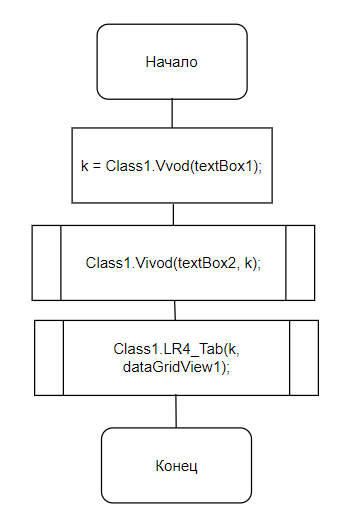 Начало
k = Class1.Vvod(textBox1);
Class1.Vivod(textBox2, k);
Class1.LR4_Tab(k,
dataGridView1);
Конец